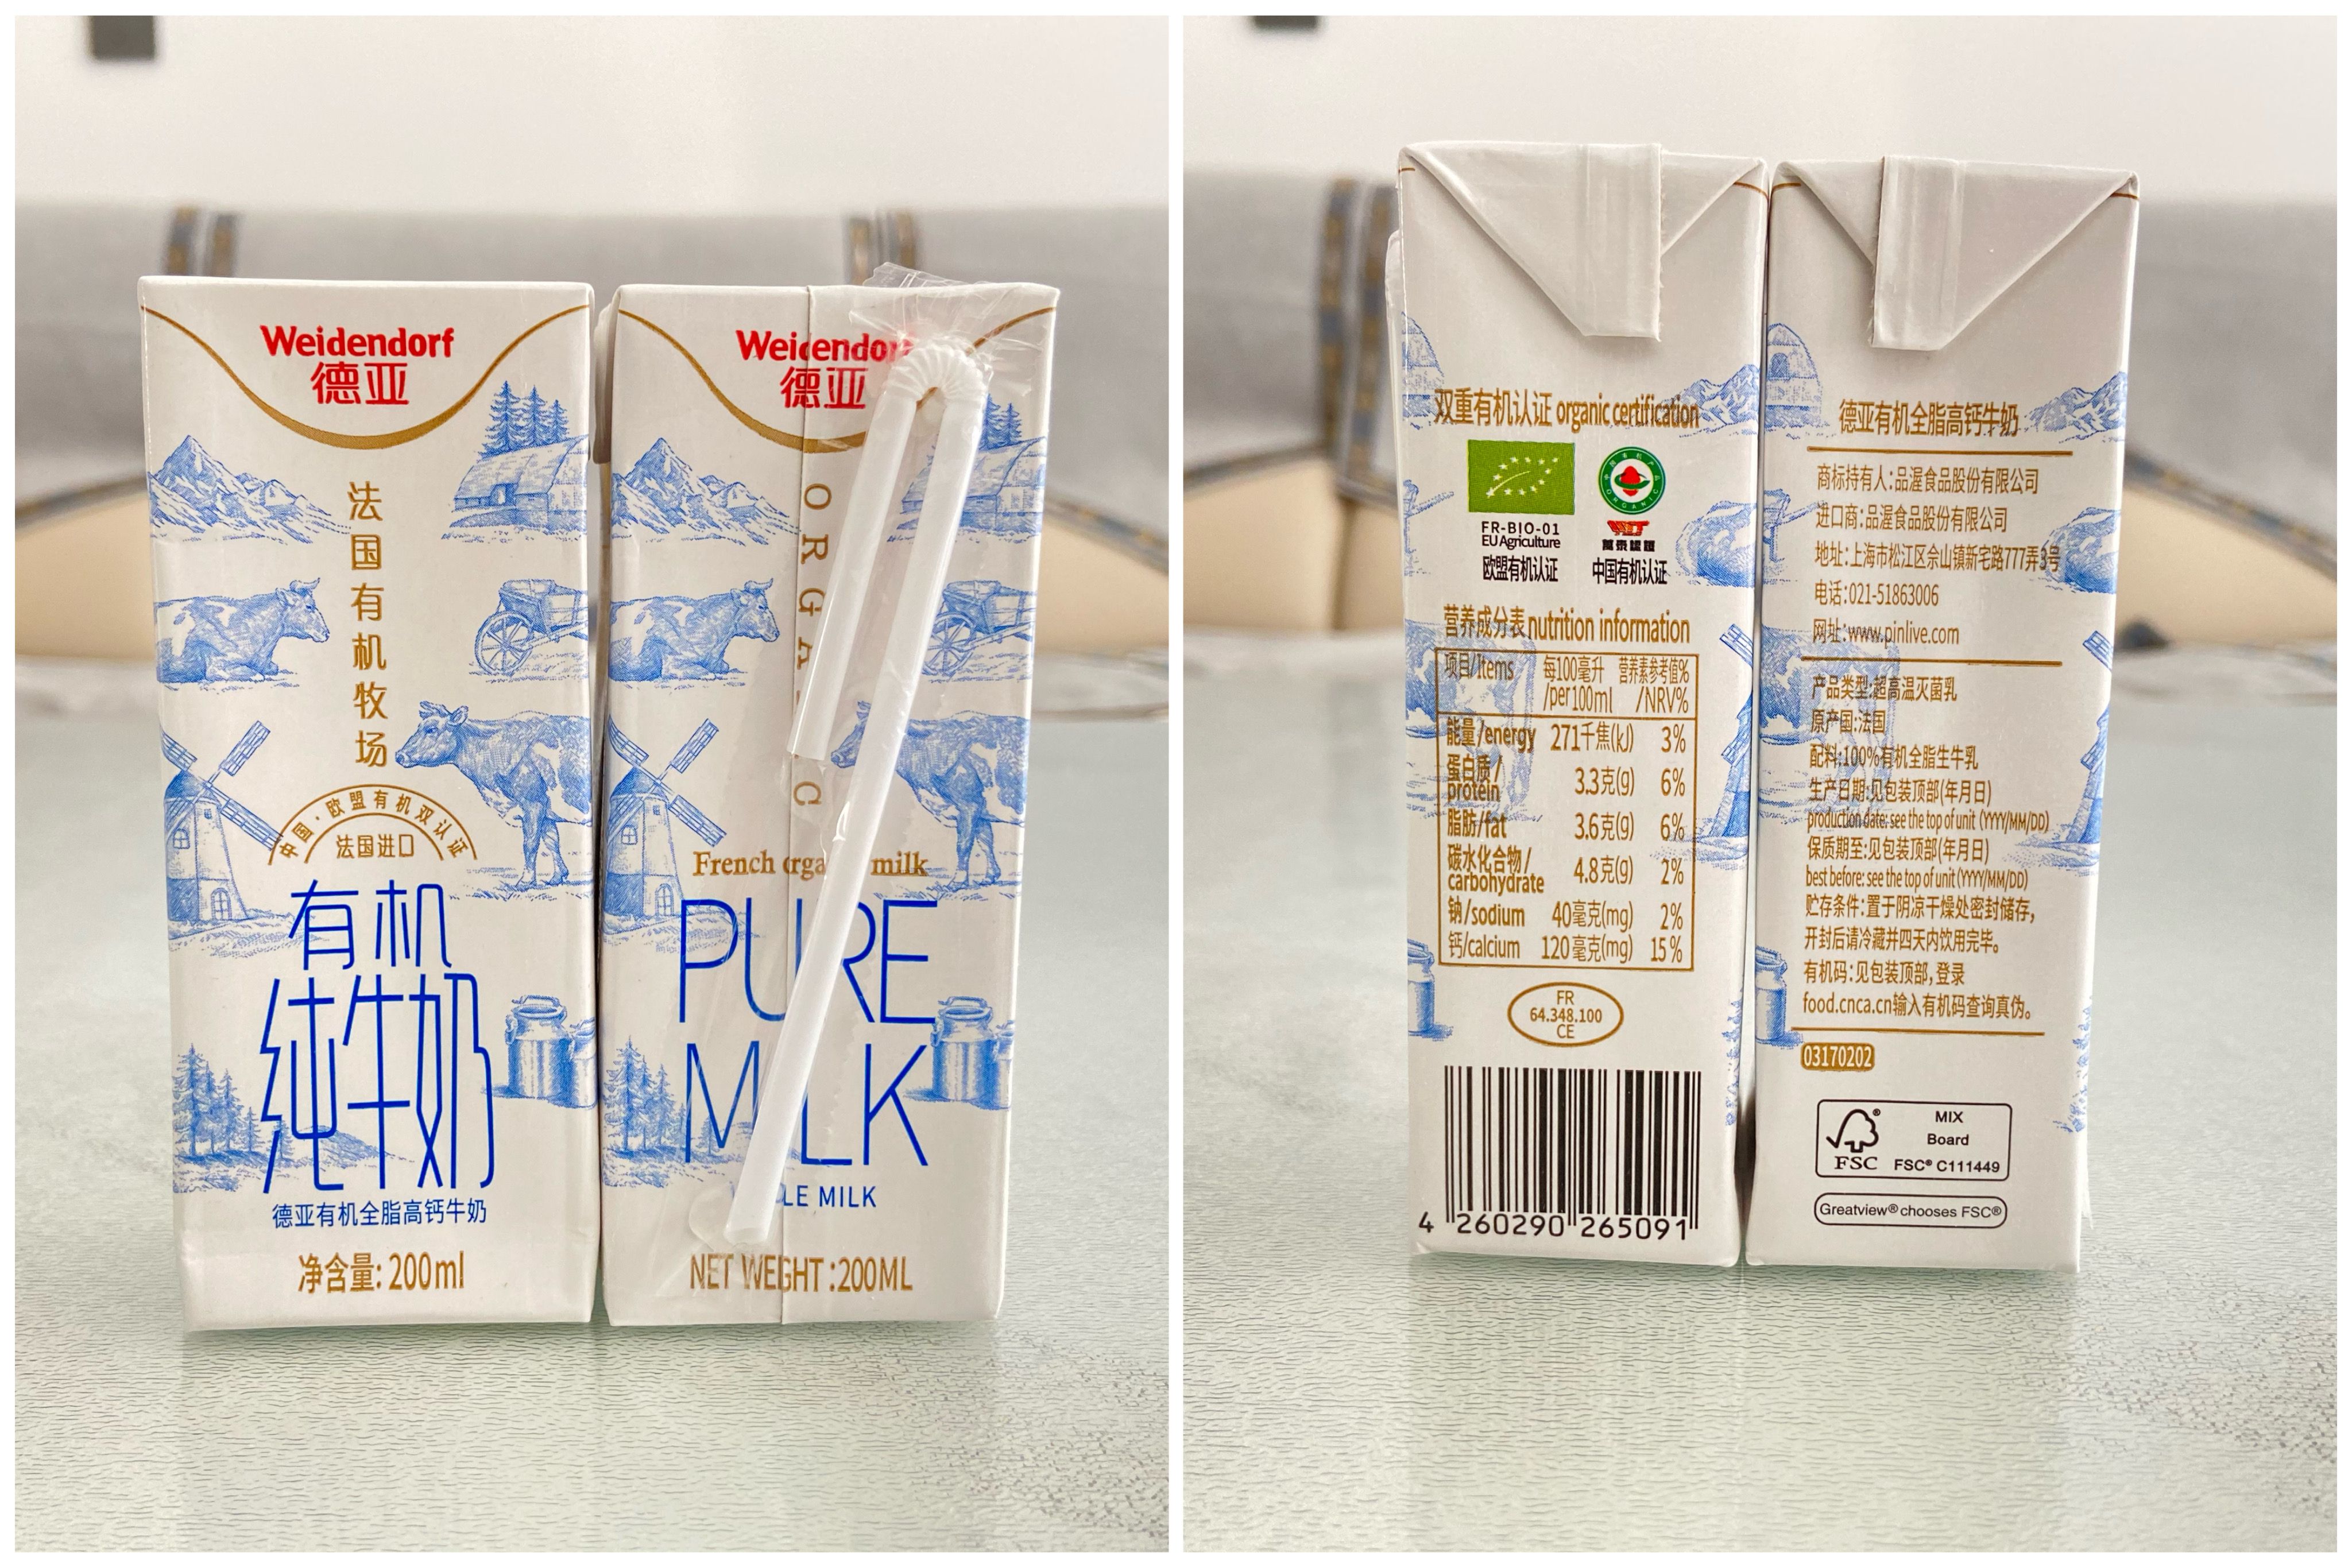 Weidendorf
德亚
法国有机牧场
中国·欧盟有机双认证
法国进口
有机
纯牛奶
德亚有机全脂高钙牛奶
净含量: 200ml
德亚
French milk
PURE
LE MILK
NET WEIGHT :200ML
双重有机认证 organic certification
FR-BIO-01
EU Agriculture
欧盟有机认证
ORGANIC
中国有机认证
营养成分表 nutrition information
项目/Items 每100毫升/per100ml 营养素参考值%/NRV%
能量/energy 271千焦(kJ) 3%
蛋白质/protein 3.3克(g) 6%
脂肪/fat 3.6克(g) 6%
碳水化合物/carbohydrate 4.8克(g) 2%
钠/sodium 40毫克(mg) 2%
钙/calcium 120毫克(mg) 15%
FR
64.348.100
CE
4 260290 265091
德亚有机全脂高钙牛奶
商标持有人:品渥食品股份有限公司
进口商:品渥食品股份有限公司
地址:上海市松江区佘山镇新宅路777弄3号
电话:021-51863006
网址:www.pinlive.com
产品类型:超高温灭菌乳
原产国:法国
配料:100%有机全脂生牛乳
生产日期:见包装顶部(年月日)
production date: see the top of unit (YYYY/MM/DD)
保质期至:见包装顶部(年月日)
best before: see the top of unit (YYYY/MM/DD)
贮存条件:置于阴凉干燥处密封储存,
开封后请冷藏并四天内饮用完毕。
有机码:见包装顶部,登录
food.cnca.cn输入有机码查询真伪。
03170202
FSC®
MIX
Board
FSC® C111449
Greatview® chooses FSC®